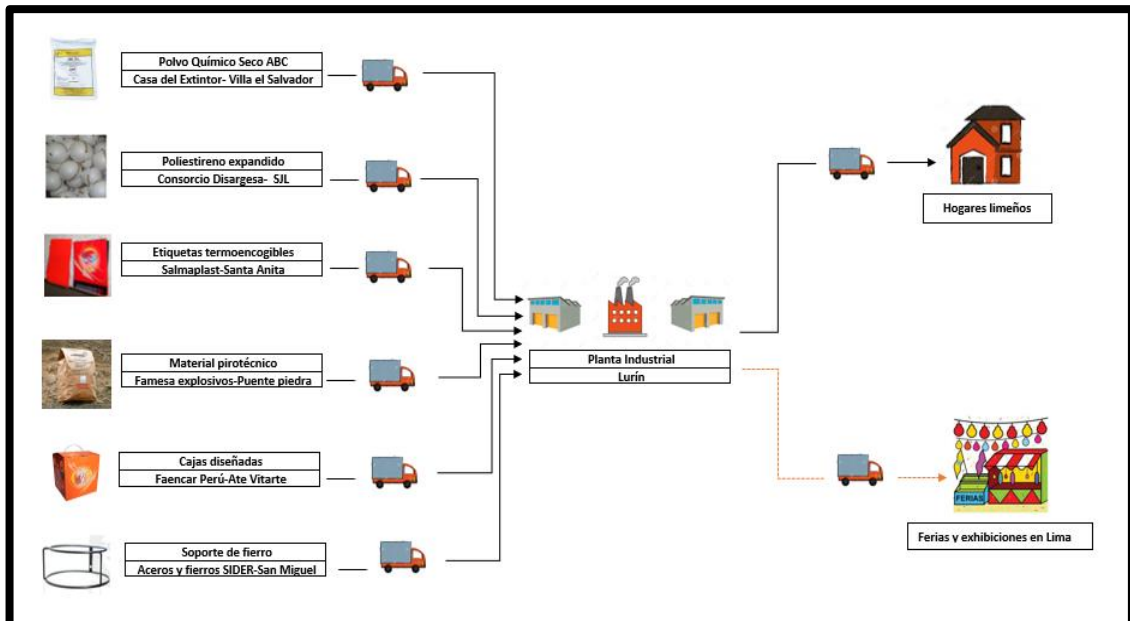 Polvo Químico Seco ABC
Casa del Extintor- Villa el Salvador
Poliestireno expandido
Consorcio Disargesa- SJL
Etiquetas termoencogibles
Salmaplast-Santa Anita
Material pirotécnico
Famesa explosivos-Puente piedra
Cajas diseñadas
Faencar Perú-Ate Vitarte
Soporte de fierro
Aceros y fierros SIDER-San Miguel
Planta Industrial
Lurín
Hogares limeños
FERIAS
Ferias y exhibiciones en Lima